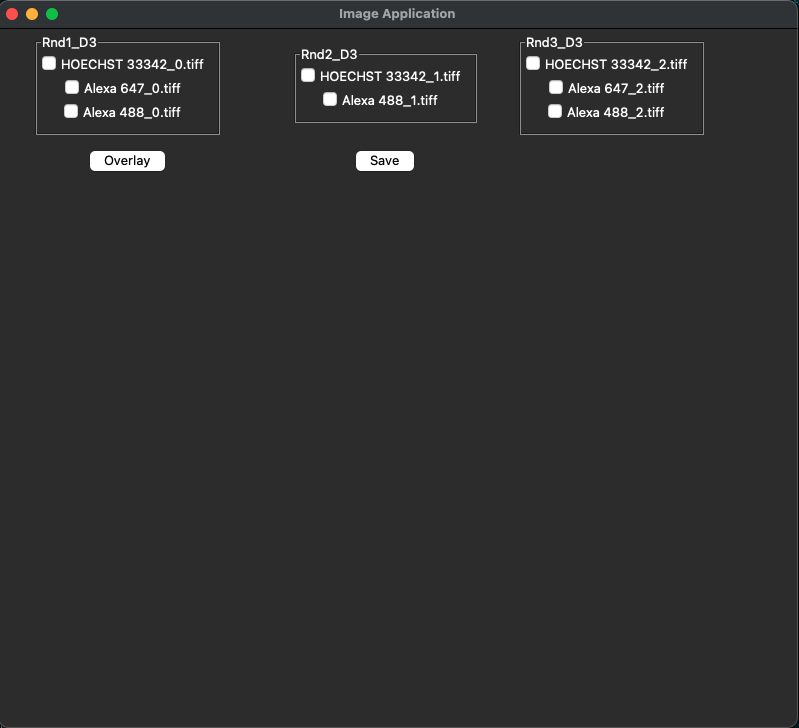 Image Application
Rnd1_D3
HOECHST 33342_0.tiff
Alexa 647_0.tiff
Alexa 488_0.tiff
Rnd2_D3
HOECHST 33342_1.tiff
Alexa 488_1.tiff
Rnd3_D3
HOECHST 33342_2.tiff
Alexa 647_2.tiff
Alexa 488_2.tiff
Overlay
Save